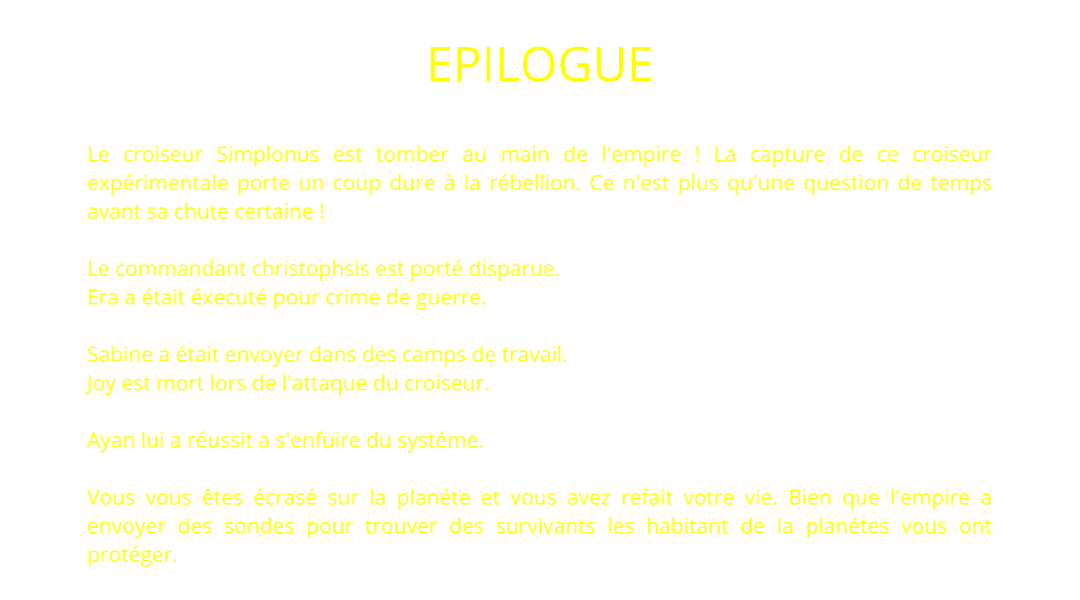 EPILOGUE
Le croiseur Simplonus est tomber au main de l'empire ! La capture de ce croiseur
expérimentale porte un coup dure à la rébellion. Ce n'est plus qu'une question de temps
avant sa chute certaine !
Le commandant christophsis est porté disparue.
Era a était éxecuté pour crime de guerre.
Sabine a était envoyer dans des camps de travail.
Joy est mort lors de l'attaque du croiseur.
Ayan lui a réussit a s'enfuire du systéme.
Vous vous êtes écrasé sur la planéte et vous avez refait votre vie. Bien que l'empire a
envoyer des sondes pour trouver des survivants les habitant de la planétes vous ont
protéger.